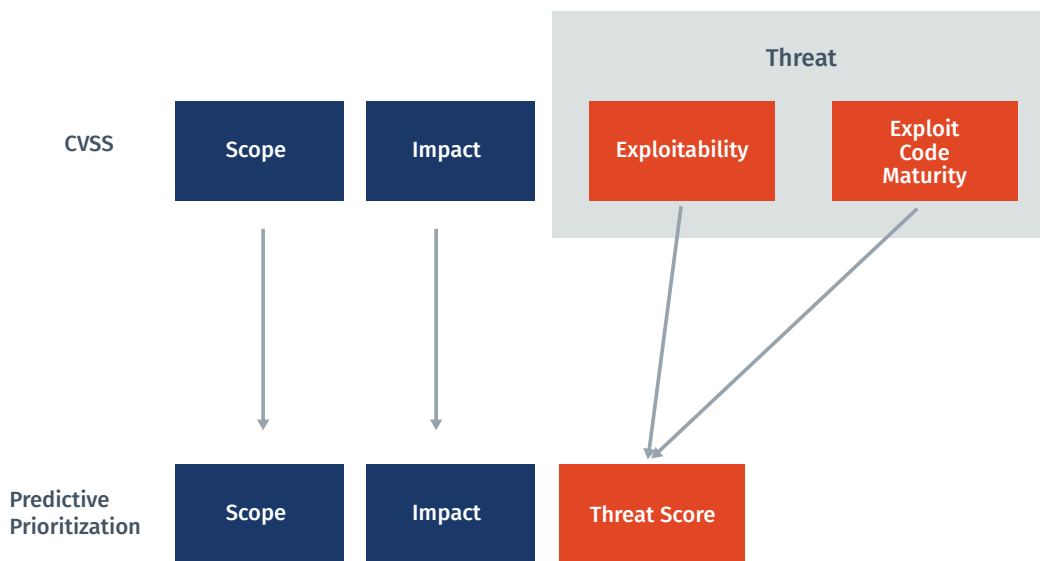 Threat
CVSS
Scope
Impact
Exploitability
Exploit
Code
Maturity
Predictive
Prioritization
Scope
Impact
Threat Score